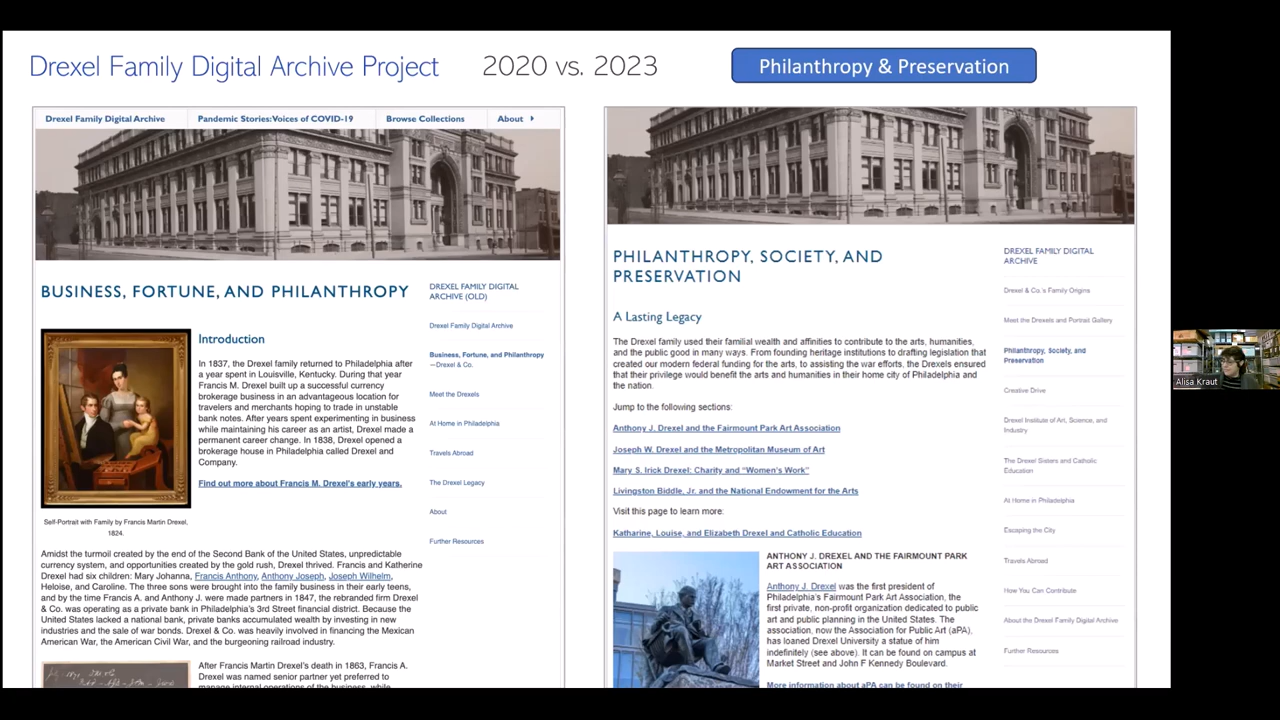 Drexel Family Digital Archive Project 2020 vs. 2023 Philanthropy & Preservation
Drexel Family Digital Archive Pandemic Stories: Voices of COVID-19 Browse Collections About
BUSINESS, FORTUNE, AND PHILANTHROPY
Introduction
In 1837, the Drexel family returned to Philadelphia after
a year spent in Louisville, Kentucky. During that year
Francis M. Drexel built up a successful currency
brokerage business in an advantageous location for
travelers and merchants hoping to trade in unstable
bank notes. After years spent experimenting in business
while maintaining his career as an artist, Drexel made a
permanent career change. In 1838, Drexel opened a
brokerage house in Philadelphia called Drexel and
Company.
Find out more about Francis M. Drexel's early years.
Self-Portrait with Family by Francis Martin Drexel,
1824.
Amidst the turmoil created by the end of the Second Bank of the United States, unpredictable
currency system, and opportunities created by the gold rush, Drexel thrived. Francis and Katherine
Drexel had six children: Mary Johanna, Francis Anthony, Anthony Joseph, Joseph Wilhelm,
Heloise, and Caroline. The three sons were brought into the family business in their early teens,
and by the time Francis A. and Anthony J. were made partners in 1847, the rebranded firm Drexel
& Co. was operating as a private bank in Philadelphia's 3rd Street financial district. Because the
United States lacked a national bank, private banks accumulated wealth by investing in new
industries and the sale of war bonds. Drexel & Co. was heavily involved in financing the Mexican
American War, the American Civil War, and the burgeoning railroad industry.
After Francis Martin Drexel's death in 1863, Francis A.
Drexel was named senior partner yet preferred to
manage internal operations of the business, while
DREXEL FAMILY DIGITAL
ARCHIVE (OLD)
Drexel Family Digital Archive
Business, Fortune, and Philanthropy
—Drexel & Co.
Meet the Drexels
At Home in Philadelphia
Travels Abroad
The Drexel Legacy
About
Further Resources
PHILANTHROPY, SOCIETY, AND
PRESERVATION
A Lasting Legacy
The Drexel family used their familial wealth and affinities to contribute to the arts, humanities,
and the public good in many ways. From founding heritage institutions to drafting legislation that
created our modern federal funding for the arts, to assisting the war efforts, the Drexels ensured
that their privilege would benefit the arts and humanities in their home city of Philadelphia and
the nation.
Jump to the following sections:
Anthony J. Drexel and the Fairmount Park Art Association
Joseph W. Drexel and the Metropolitan Museum of Art
Mary S. Irick Drexel: Charity and "Women's Work"
Livingston Biddle, Jr. and the National Endowment for the Arts
Visit this page to learn more:
Katharine, Louise, and Elizabeth Drexel and Catholic Education
ANTHONY J. DREXEL AND THE FAIRMOUNT PARK
ART ASSOCIATION
Anthony J. Drexel was the first president of
Philadelphia's Fairmount Park Art Association, the
first private, non-profit organization dedicated to public
art and public planning in the United States. The
association, now the Association for Public Art (aPA),
has loaned Drexel University a statue of him
indefinitely (see above). It can be found on campus at
Market Street and John F Kennedy Boulevard.
More information about aPA can be found on their
DREXEL FAMILY DIGITAL
ARCHIVE
Drexel & Co.'s Family Origins
Meet the Drexels and Portrait Gallery
Philanthropy, Society, and
Preservation
Creative Drive
Drexel Institute of Art, Science, and
Industry
The Drexel Sisters and Catholic
Education
At Home in Philadelphia
Escaping the City
Travels Abroad
How You Can Contribute
About the Drexel Family Digital Archive
Further Resources
Alisa Kraut